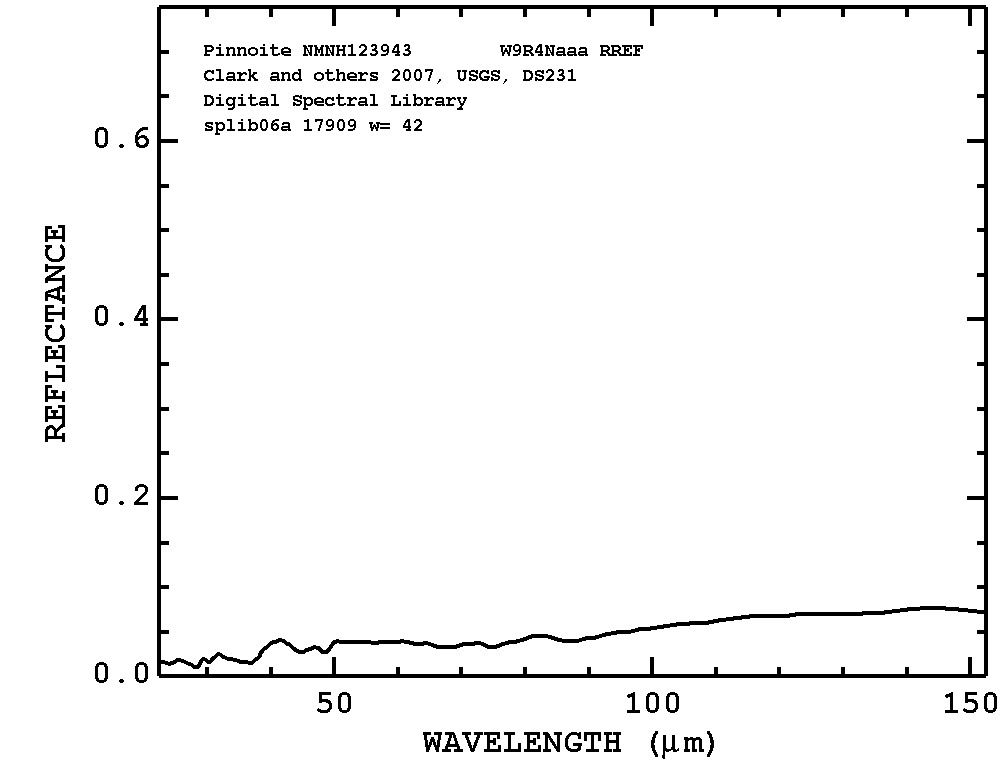 Pinnoite NMNH123943 W9R4Naaa RREF
Clark and others 2007, USGS, DS231
Digital Spectral Library
splib06a 17909 w= 42
REFLECTANCE
0.6
0.4
0.2
0.0
50 100 150
WAVELENGTH (μm)